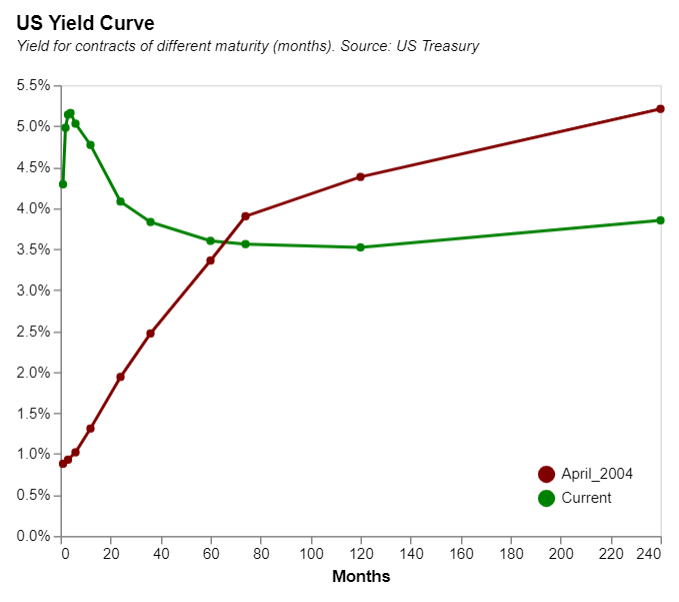 US Yield Curve
Yield for contracts of different maturity (months). Source: US Treasury
5.5%
5.0%
4.5%
4.0%
3.5%
3.0%
2.5%
2.0%
1.5%
1.0%
0.5%
0.0%
April_2004
Current
0 20 40 60 80 100 120 140 160 180 200 220 240
Months